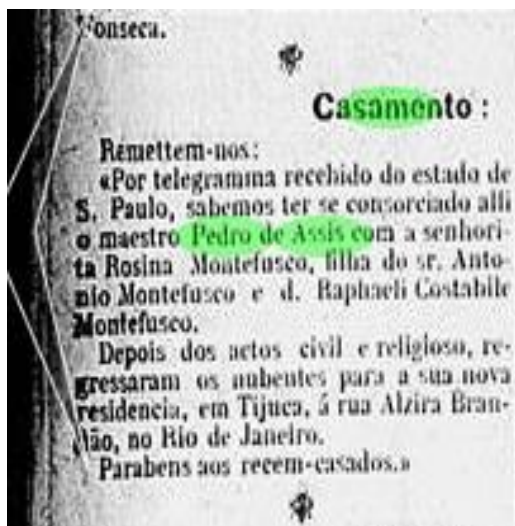 Fonseca.
Casamento :
Remettem-nos:
«Por telegramma recebido do estado de
S. Paulo, sabemos ter se consorciado alli
o maestro Pedro de Assis com a senhori-
ta Rosina Montefusco, filha do sr. Anto-
nio Montefusco e d. Raphaeli Costabile
Montefusco.
Depois dos actos civil e religioso, re-
gressaram os nubentes para a sua nova
residencia, em Tijuca, á rua Alzira Bran-
dão, no Rio de Janeiro.
Parabens aos recem-casados.»